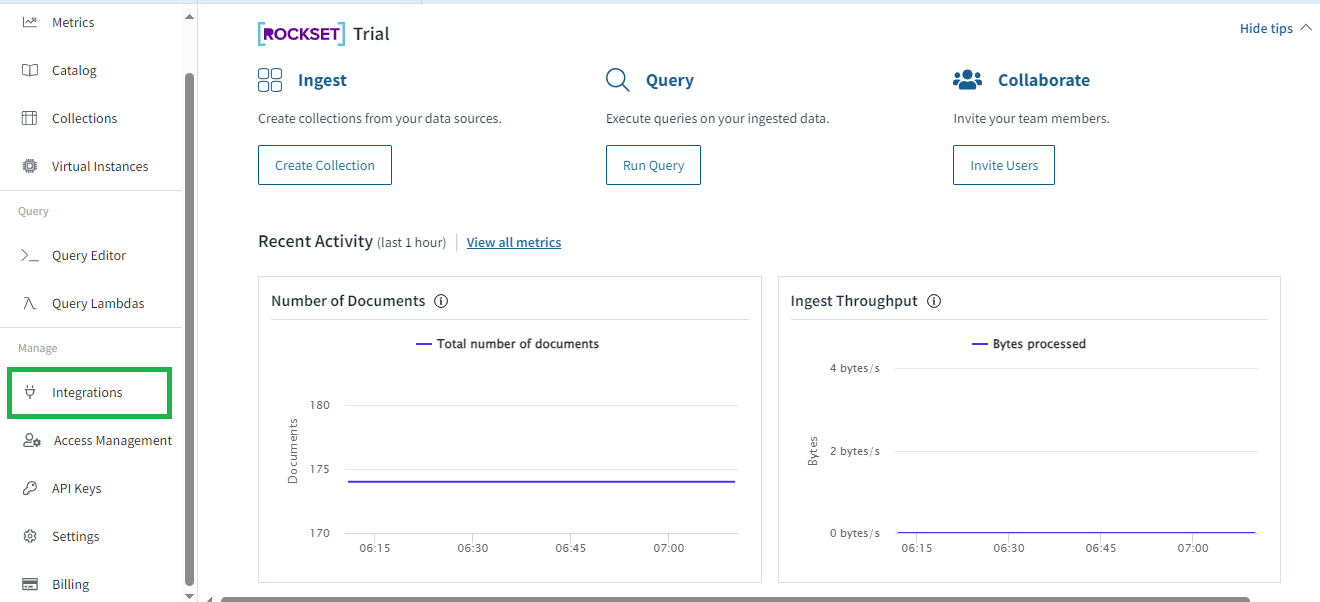 Metrics
Catalog
Collections
Virtual Instances
Query
Query Editor
Query Lambdas
Manage
Integrations
Access Management
API Keys
Settings
Billing
[ROCKSET] Trial
Hide tips
Ingest
Create collections from your data sources.
Create Collection
Query
Execute queries on your ingested data.
Run Query
Collaborate
Invite your team members.
Invite Users
Recent Activity (last 1 hour) View all metrics
Number of Documents
Total number of documents
Documents
180
175
170
06:15 06:30 06:45 07:00
Ingest Throughput
Bytes processed
Bytes
4 bytes/s
2 bytes/s
0 bytes/s
06:15 06:30 06:45 07:00